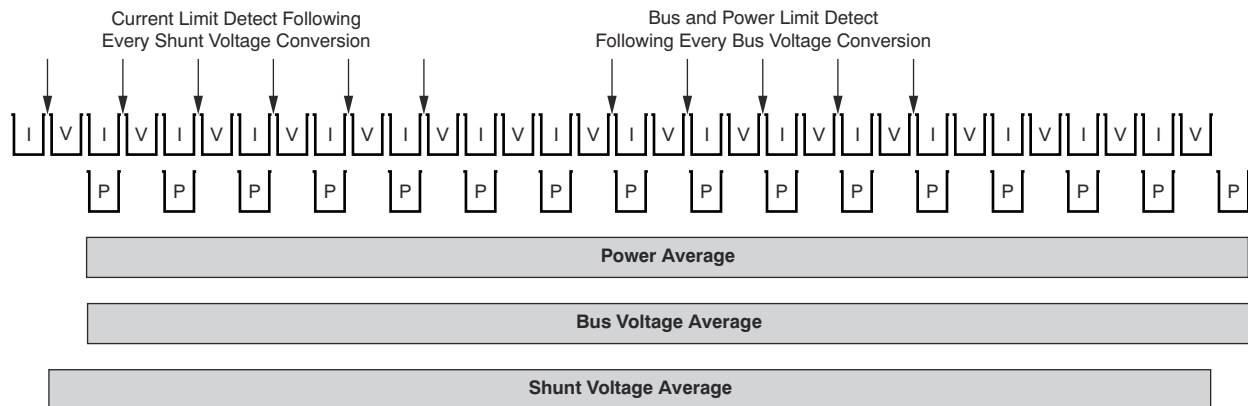 Current Limit Detect Following
Every Shunt Voltage Conversion
Bus and Power Limit Detect
Following Every Bus Voltage Conversion
I V I V I V I V I V I V I V I V I V I V I V I V I V I V I V I V
P P P P P P P P P P P P P P P P
Power Average
Bus Voltage Average
Shunt Voltage Average